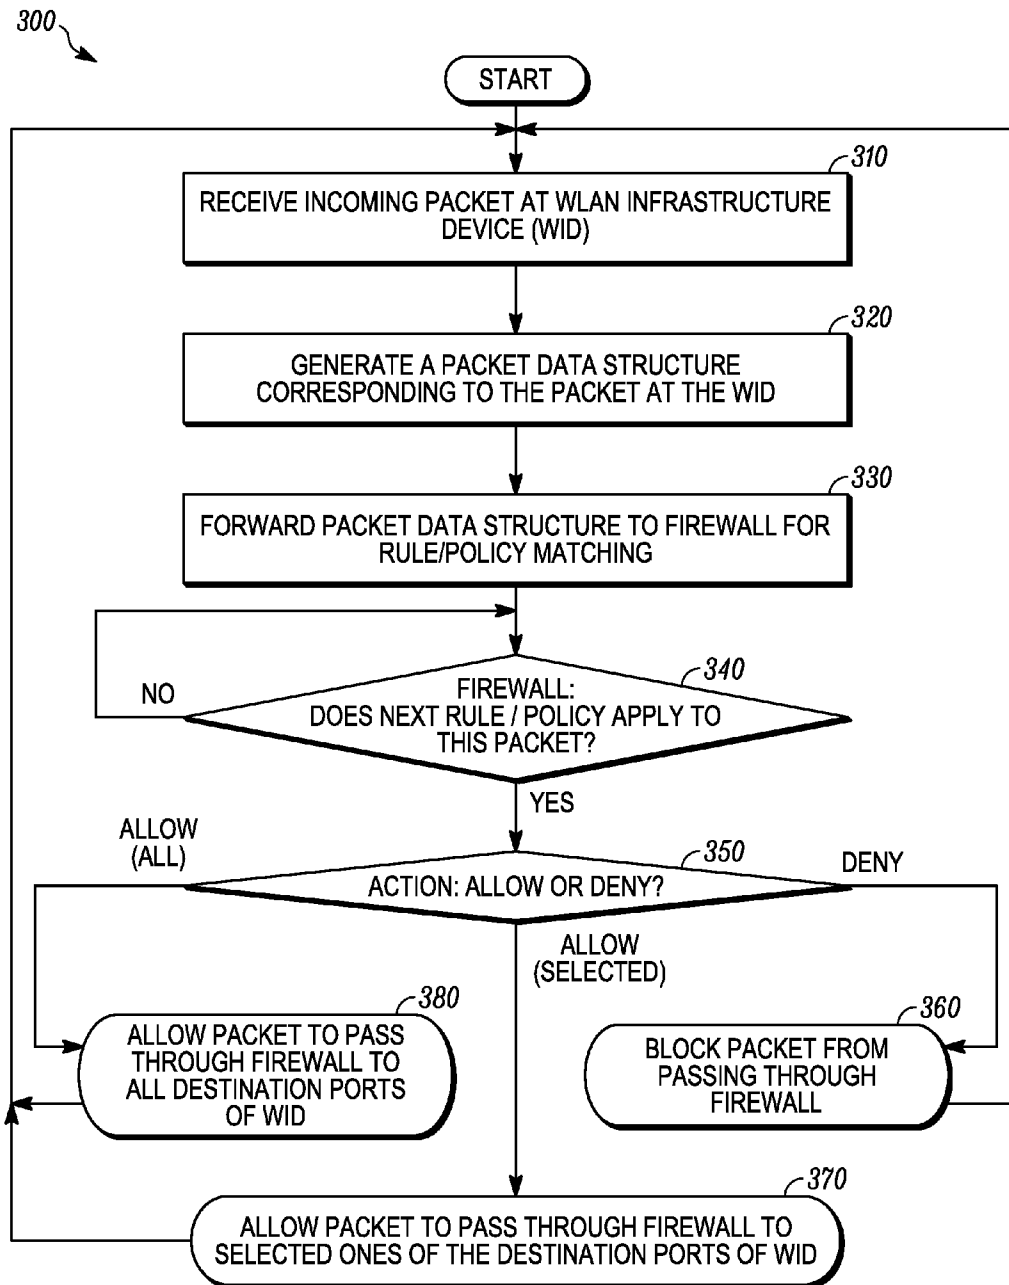 300
START
310
RECEIVE INCOMING PACKET AT WLAN INFRASTRUCTURE
DEVICE (WID)
320
GENERATE A PACKET DATA STRUCTURE
CORRESPONDING TO THE PACKET AT THE WID
330
FORWARD PACKET DATA STRUCTURE TO FIREWALL FOR
RULE/POLICY MATCHING
340
NO
FIREWALL:
DOES NEXT RULE / POLICY APPLY TO
THIS PACKET?
YES
ALLOW
(ALL)
350
DENY
ACTION: ALLOW OR DENY?
ALLOW
(SELECTED)
380
ALLOW PACKET TO PASS
THROUGH FIREWALL TO
ALL DESTINATION PORTS
OF WID
360
BLOCK PACKET FROM
PASSING THROUGH
FIREWALL
370
ALLOW PACKET TO PASS THROUGH FIREWALL TO
SELECTED ONES OF THE DESTINATION PORTS OF WID